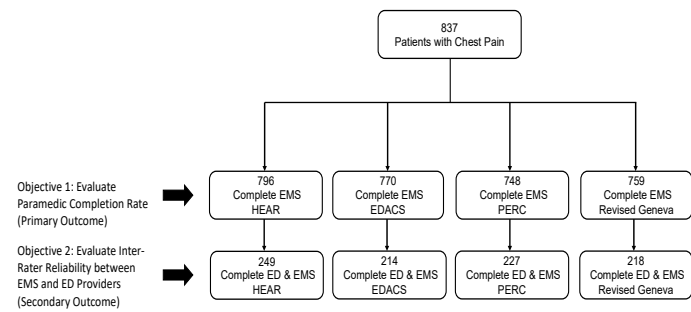 837
Patients with Chest Pain
Objective 1: Evaluate
Paramedic Completion Rate
(Primary Outcome)
796
Complete EMS
HEAR
770
Complete EMS
EDACS
748
Complete EMS
PERC
759
Complete EMS
Revised Geneva
Objective 2: Evaluate Inter-
Rater Reliability between
EMS and ED Providers
(Secondary Outcome)
249
Complete ED & EMS
HEAR
214
Complete ED & EMS
EDACS
227
Complete ED & EMS
PERC
218
Complete ED & EMS
Revised Geneva